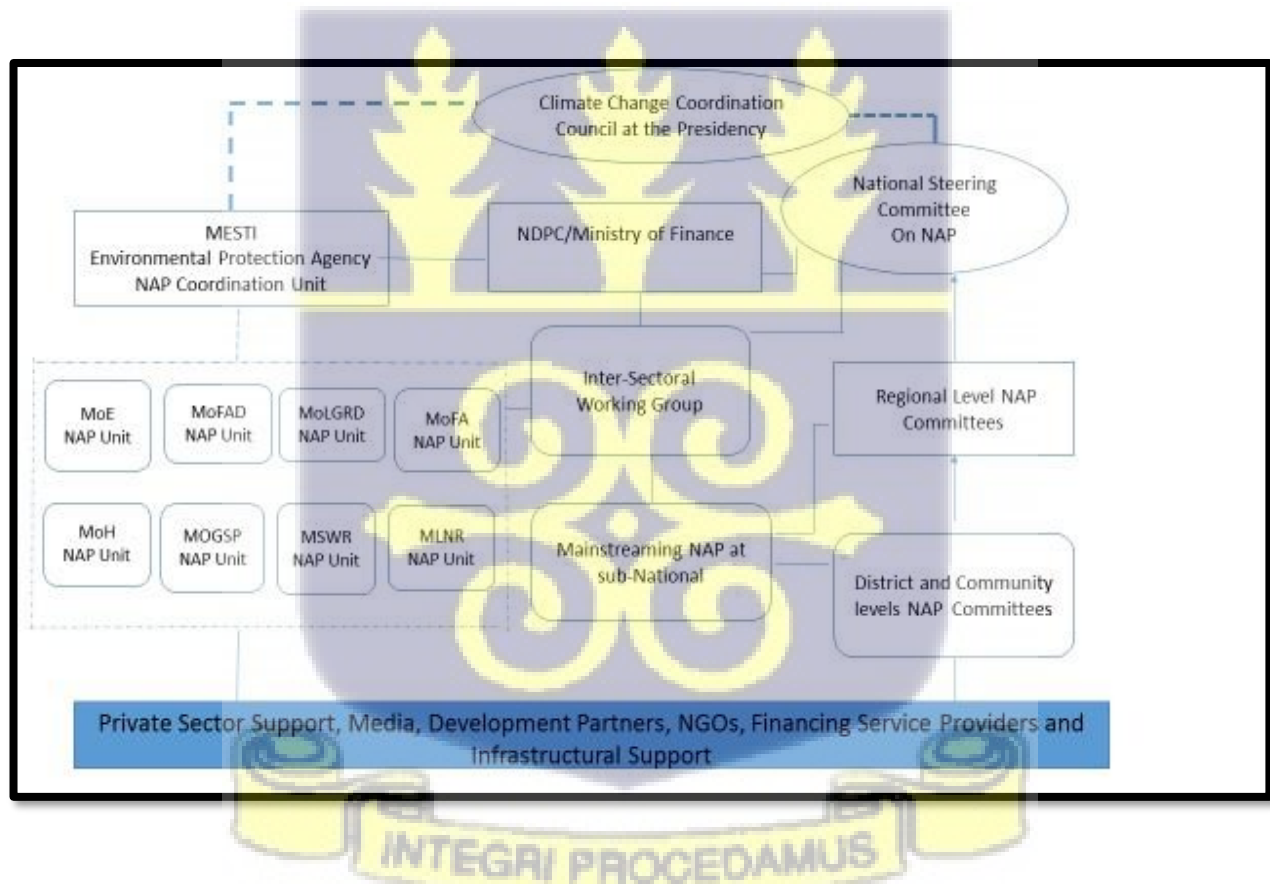 Climate Change Coordination
Council at the Presidency
National Steering
Committee
On NAP
MESTI
Environmental Protection Agency
NAP Coordination Unit
NDPC/Ministry of Finance
Inter-Sectoral
Working Group
Regional Level NAP
Committees
MoE
NAP Unit
MoFAD
NAP Unit
MoLGRD
NAP Unit
MoFA
NAP Unit
MoH
NAP Unit
MOGSP
NAP Unit
MSWR
NAP Unit
MLNR
NAP Unit
Mainstreaming NAP at
sub-National
District and Community
levels NAP Committees
Private Sector Support, Media, Development Partners, NGOs, Financing Service Providers and
Infrastructural Support
INTEGRI PROCEDAMUS